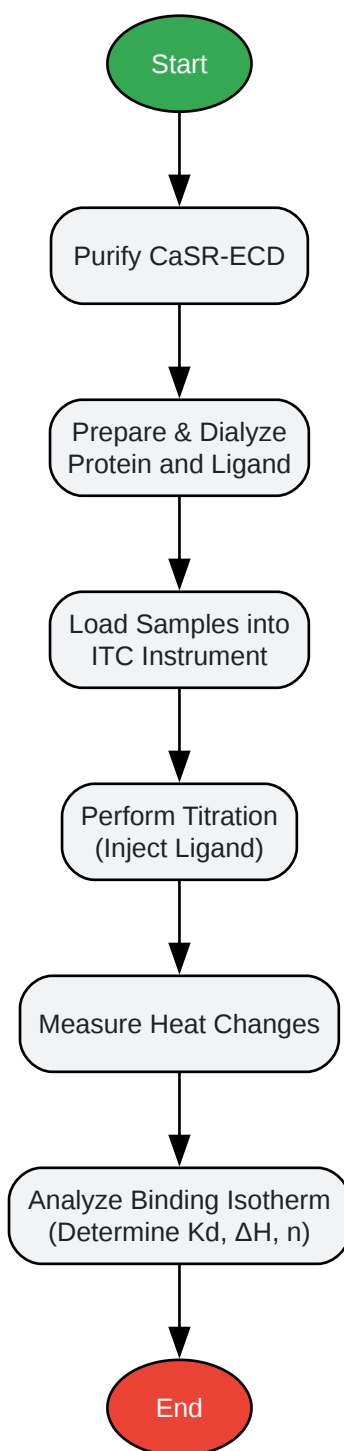 Start
Purify CaSR-ECD
Prepare & Dialyze
Protein and Ligand
Load Samples into
ITC Instrument
Perform Titration
(Inject Ligand)
Measure Heat Changes
Analyze Binding Isotherm
(Determine Kd, ΔH, n)
End